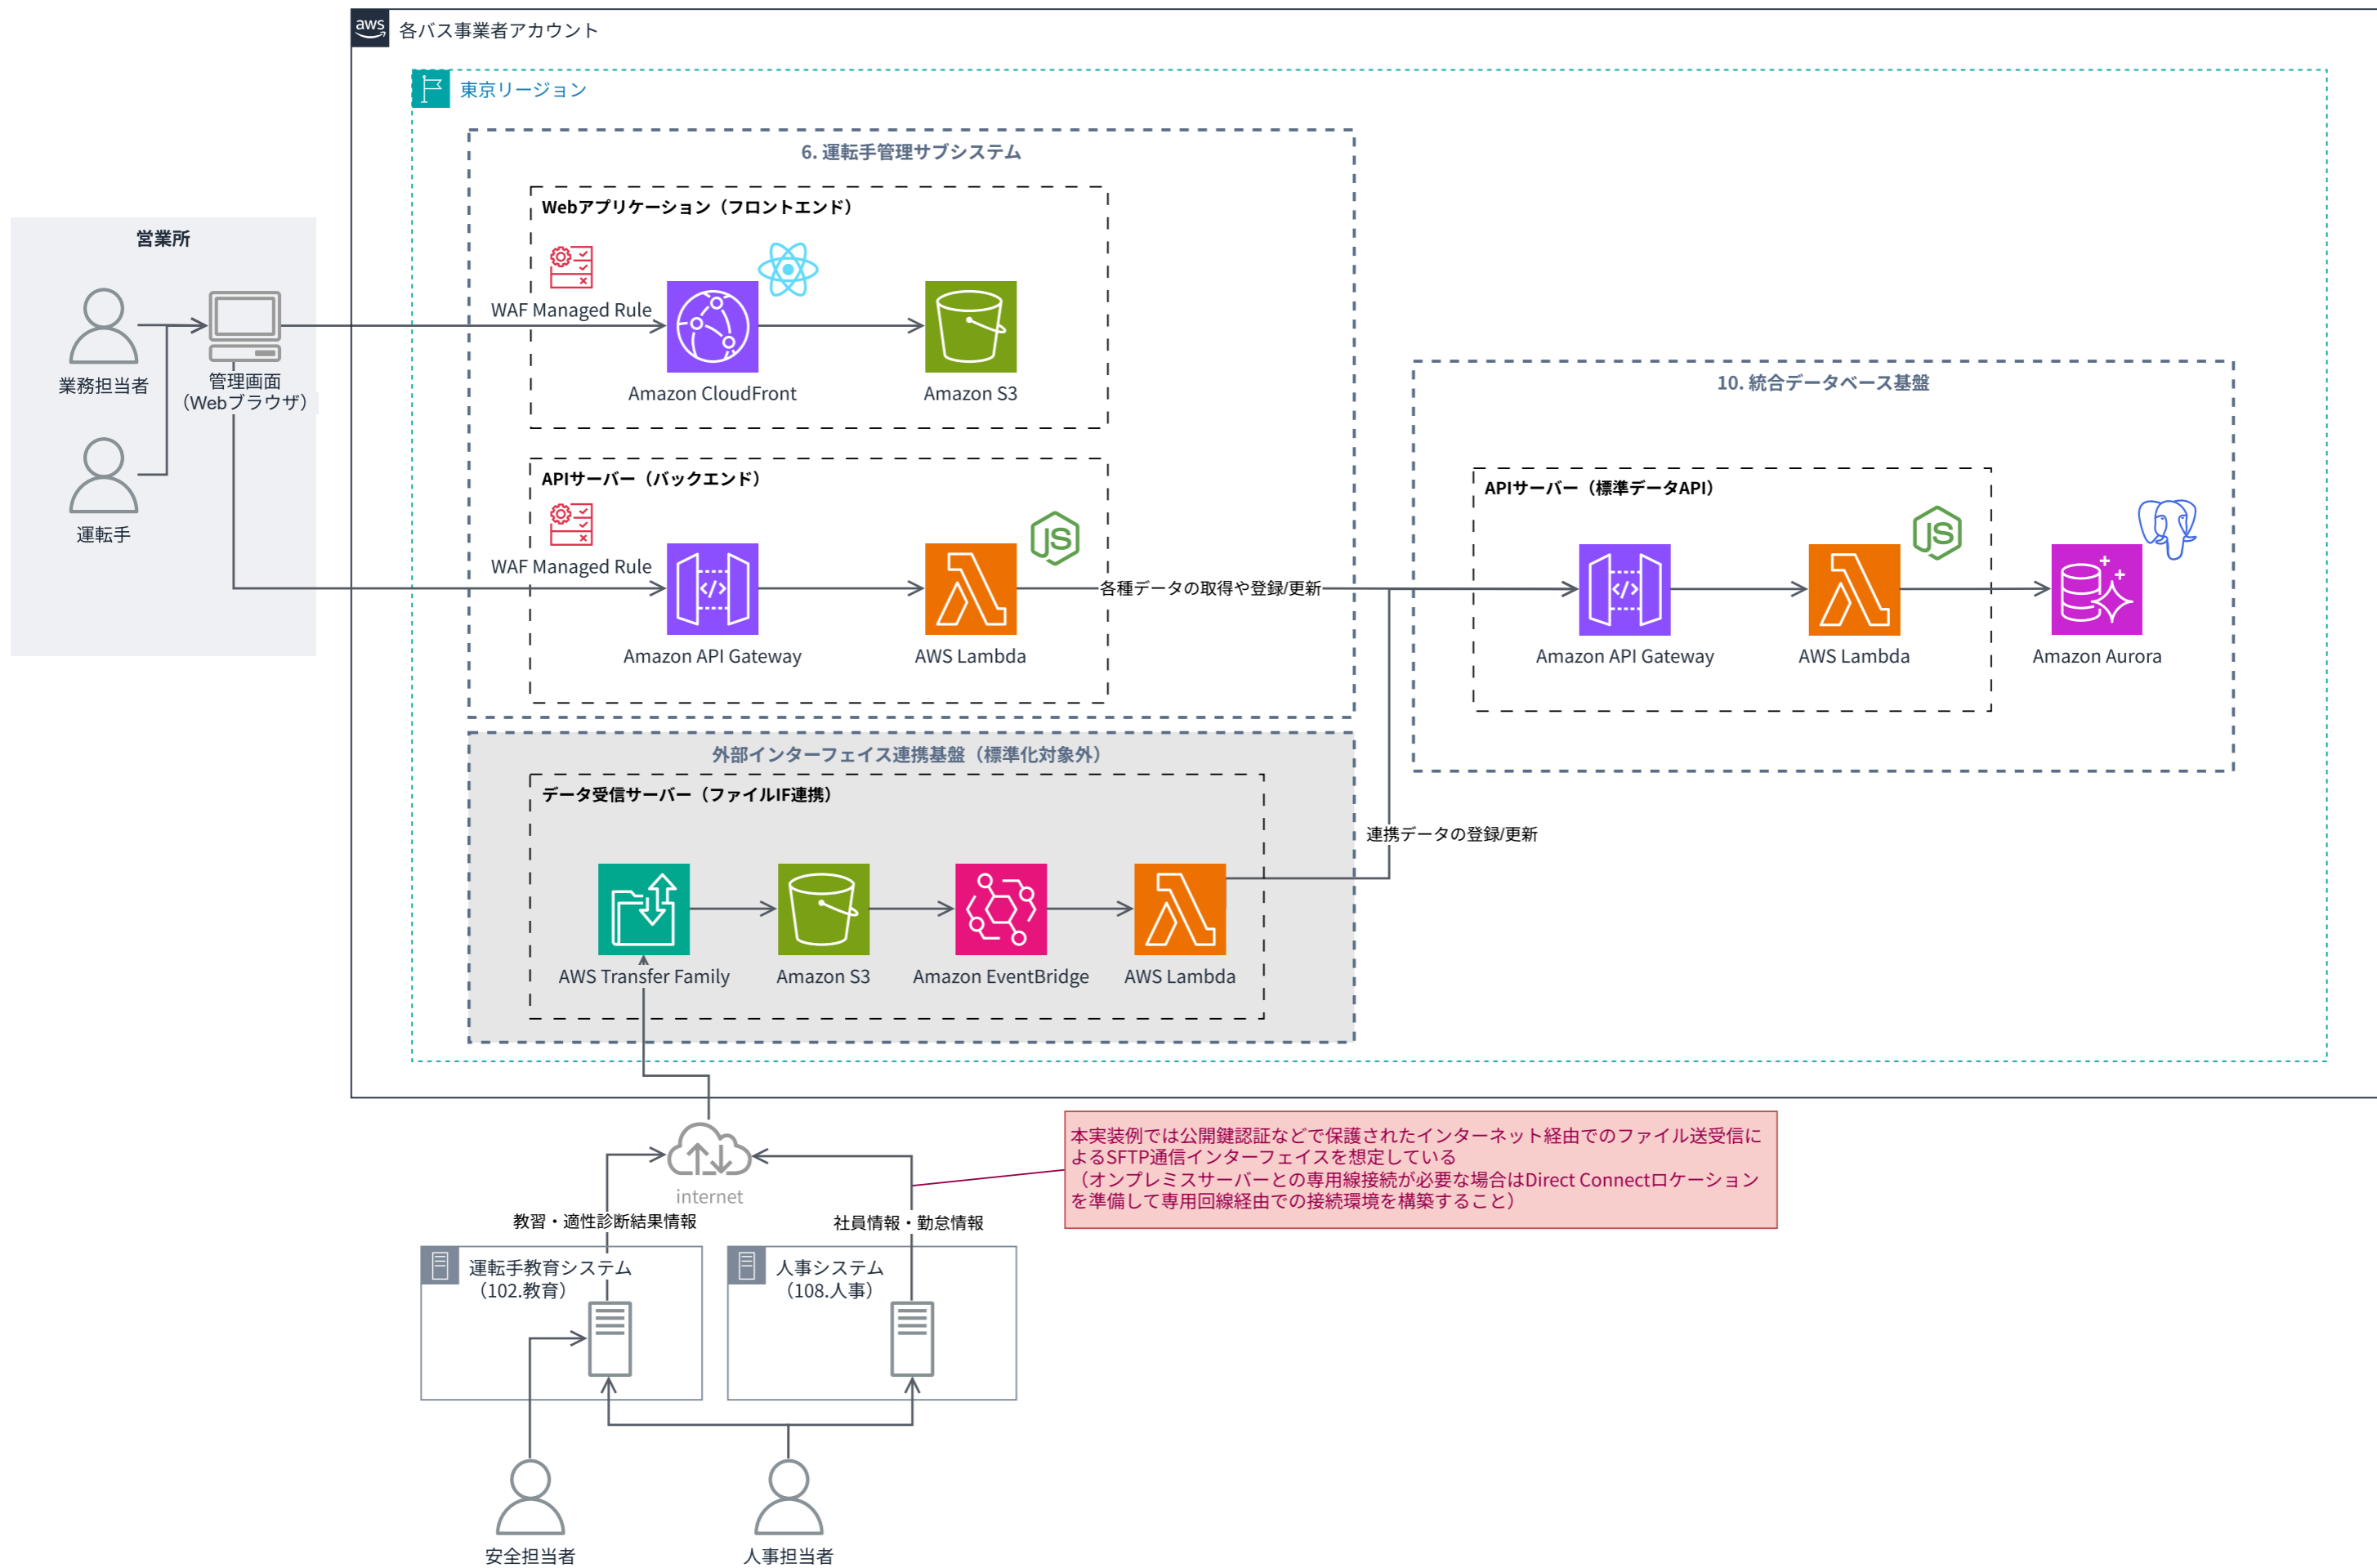 aws
各バス事業者アカウント
東京リージョン
6. 運転手管理サブシステム
Webアプリケーション（フロントエンド）
WAF Managed Rule
Amazon CloudFront
Amazon S3
営業所
業務担当者
管理画面
（Webブラウザ）
運転手
APIサーバー（バックエンド）
WAF Managed Rule
JS
Amazon API Gateway
AWS Lambda
各種データの取得や登録/更新
10. 統合データベース基盤
APIサーバー（標準データAPI）
JS
Amazon API Gateway
AWS Lambda
Amazon Aurora
外部インターフェイス連携基盤（標準化対象外）
データ受信サーバー（ファイルIF連携）
連携データの登録/更新
AWS Transfer Family
Amazon S3
Amazon EventBridge
AWS Lambda
internet
本実装例では公開鍵認証などで保護されたインターネット経由でのファイル送受信に
よるSFTP通信インターフェイスを想定している
（オンプレミスサーバーとの専用線接続が必要な場合はDirect Connectロケーション
を準備して専用回線経由での接続環境を構築すること）
教習・適性診断結果情報
社員情報・勤怠情報
運転手教育システム
（102.教育）
人事システム
（108.人事）
安全担当者
人事担当者